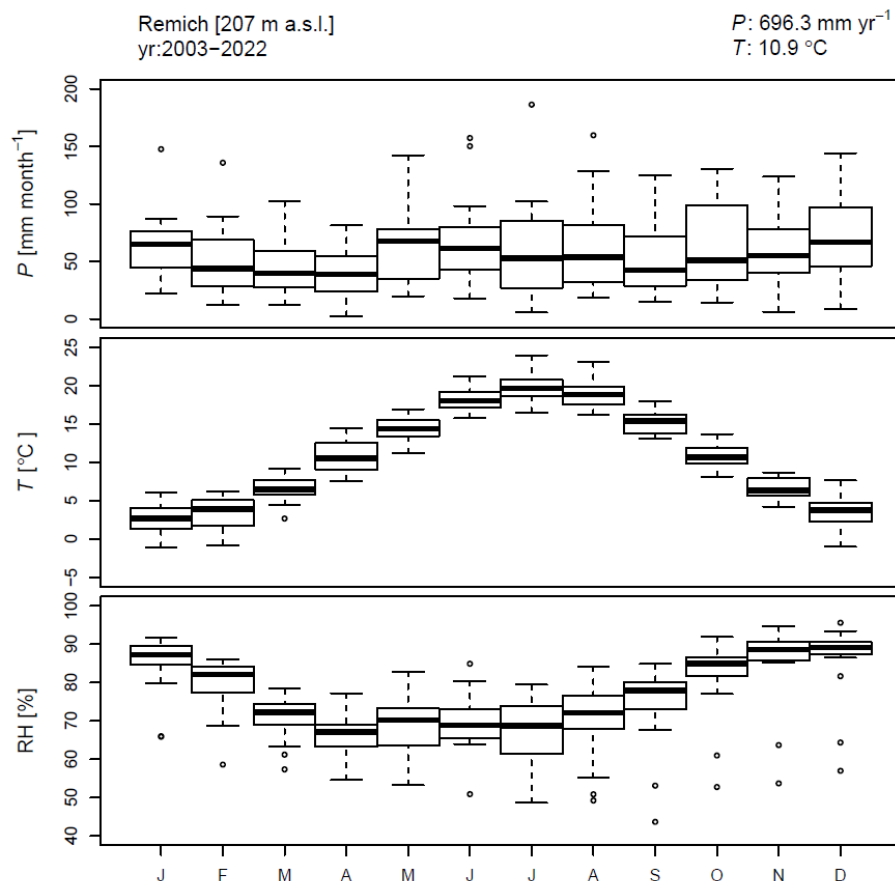 Remich [207 m a.s.l.]
yr:2003−2022
P: 696.3 mm yr⁻¹
T: 10.9 °C
P [mm month⁻¹]
200
150
100
50
0
T [°C ]
25
20
15
10
5
0
−5
RH [%]
100
90
80
70
60
50
40
J F M A M J J A S O N D